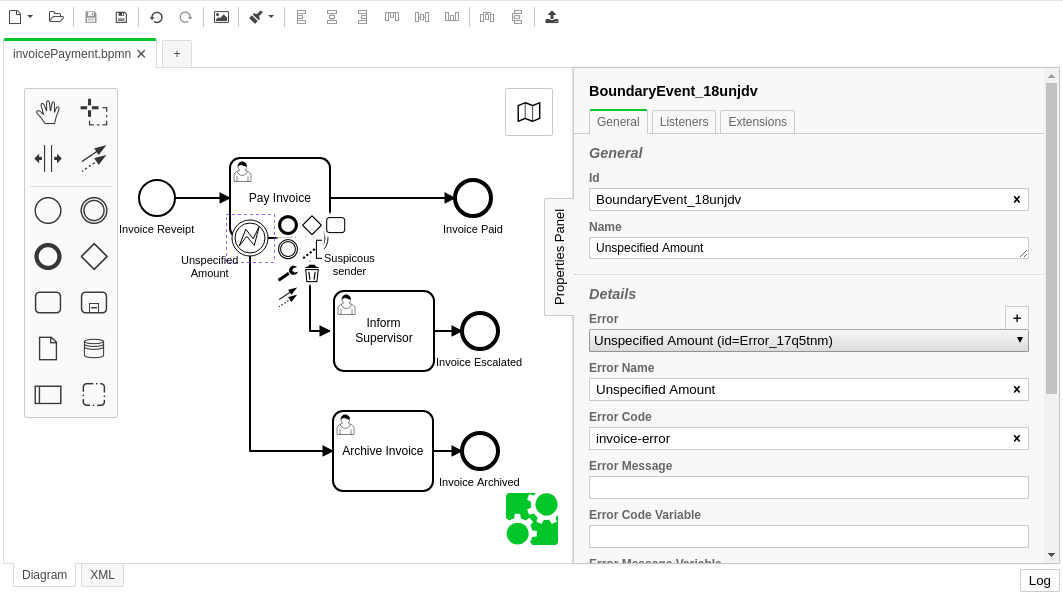 invoicePayment.bpmn ✕
+
Invoice Reveipt
Pay Invoice
Invoice Paid
Unspecified
Amount
Suspicous
sender
Inform
Supervisor
Invoice Escalated
Archive Invoice
Invoice Archived
Properties Panel
BoundaryEvent_18unjdv
General Listeners Extensions
General
Id
BoundaryEvent_18unjdv
Name
Unspecified Amount
Details
Error
+
Unspecified Amount (id=Error_17q5tnm)
Error Name
Unspecified Amount
Error Code
invoice-error
Error Message
Error Code Variable
Error Message Variable
Diagram XML
Log